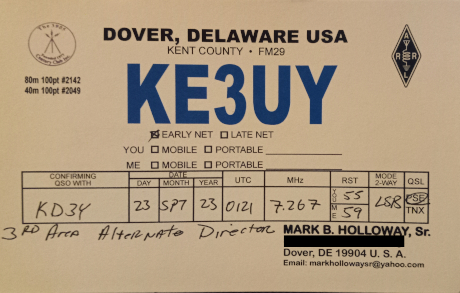 DOVER, DELAWARE USA
KENT COUNTY • FM29
80m 100pt #2142
40m 100pt #2049
ARRL
KE3UY
EARLY NET LATE NET
YOU MOBILE PORTABLE
ME MOBILE PORTABLE
CONFIRMING QSO WITH DATE DAY MONTH YEAR UTC MHz RST MODE 2-WAY QSL
KD3Y 23 SPT 23 0121 7.267 YOU 55 ME 59 LSB PSE TNX
3RD Area Alternate Director
MARK B. HOLLOWAY, Sr.
Dover, DE 19904 U. S. A.
Email: markhollowaysr@yahoo.com